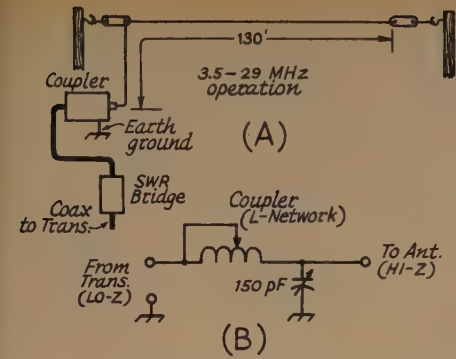 130'
Coupler
3.5-29 MHz
operation
(A)
Earth
ground
SWR
Bridge
Coax
to Trans.
Coupler
(L-Network)
From
Trans.
(LO-Z)
To Ant.
(HI-Z)
150 pF
(B)